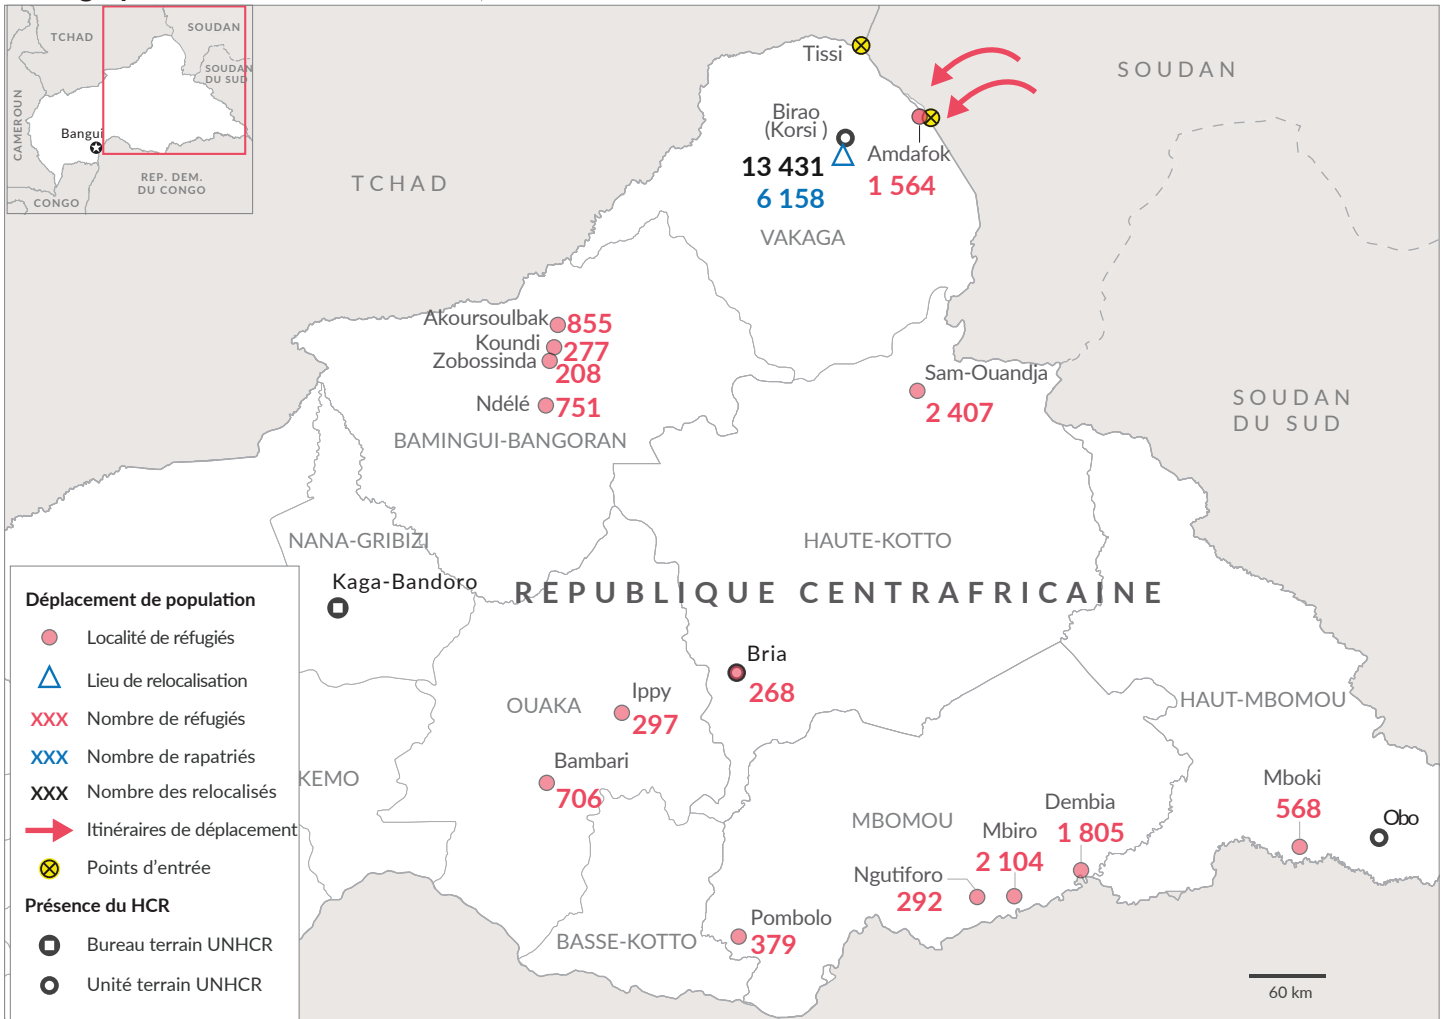 TCHAD
SOUDAN
SOUDAN
DU SUD
CAMEROUN
Bangui
REP. DEM.
DU CONGO
CONGO
Tissi
SOUDAN
Birao
(Korsi )
13 431
6 158
Amdafok
1 564
TCHAD
VAKAGA
Akoursoulbak
855
Koundi
277
Zobossinda
208
Ndélé
751
BAMINGUI-BANGORAN
Sam-Ouandja
2 407
SOUDAN
DU SUD
NANA-GRIBIZI
HAUTE-KOTTO
Kaga-Bandoro
REPUBLIQUE CENTRAFRICAINE
Bria
268
OUAKA
Ippy
297
HAUT-MBOMOU
Bambari
706
KEMO
Mboki
568
Obo
MBOMOU
Dembia
1 805
Mbiro
2 104
Ngutiforo
292
Pombolo
379
BASSE-KOTTO
60 km
Déplacement de population
Localité de réfugiés
Lieu de relocalisation
XXX Nombre de réfugiés
XXX Nombre de rapatriés
XXX Nombre des relocalisés
Itinéraires de déplacement
Points d'entrée
Présence du HCR
Bureau terrain UNHCR
Unité terrain UNHCR